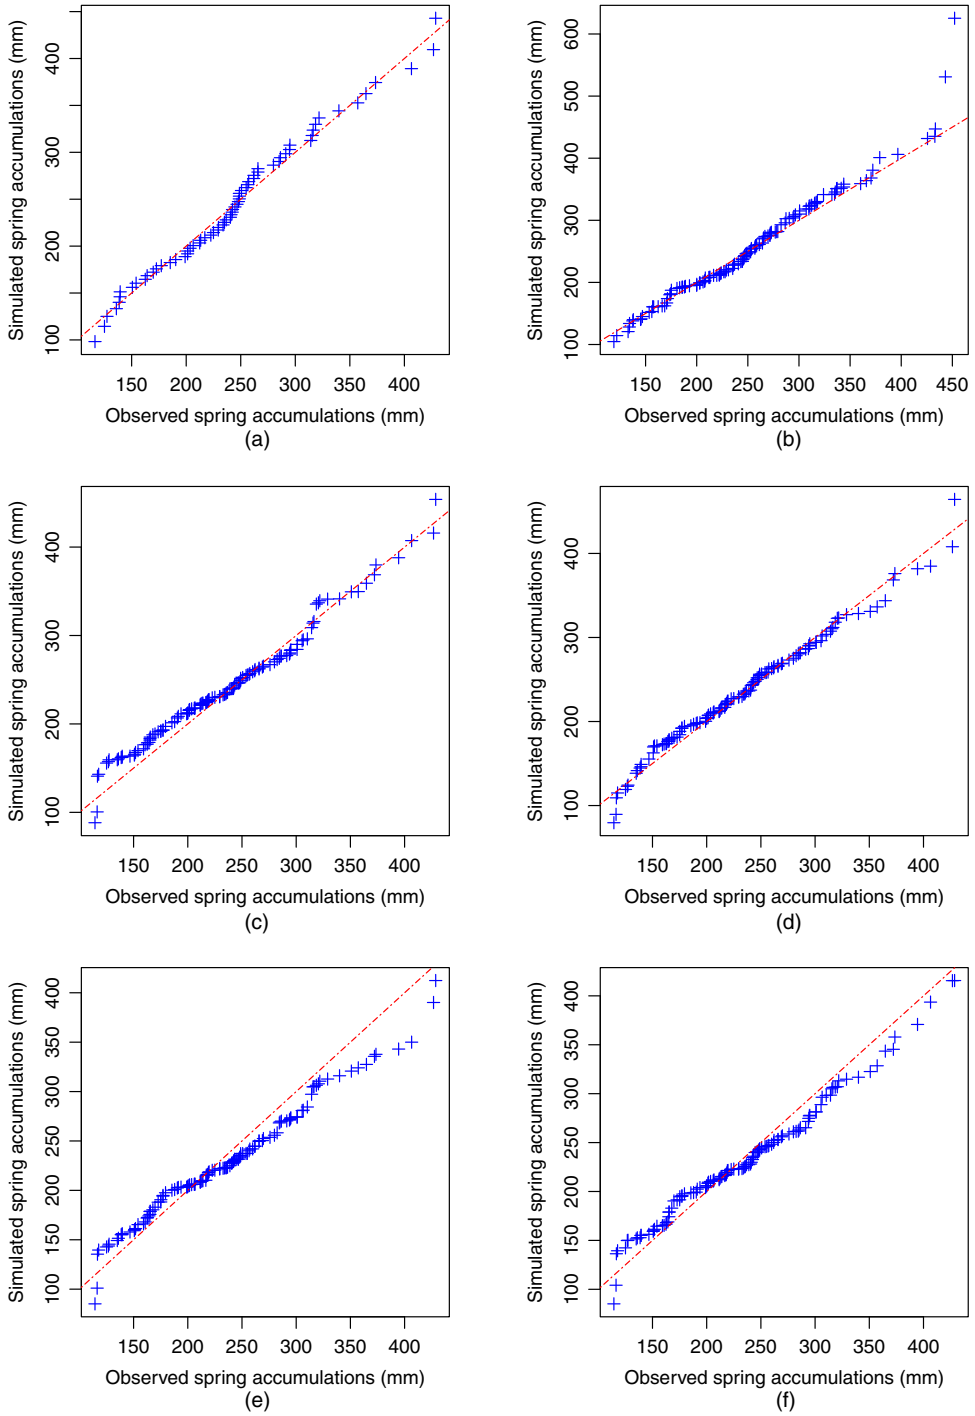 Simulated spring accumulations (mm)
100
200
300
400
150 200 250 300 350 400
Observed spring accumulations (mm)
(a)
Simulated spring accumulations (mm)
100
200
300
400
500
600
150 200 250 300 350 400 450
Observed spring accumulations (mm)
(b)
Simulated spring accumulations (mm)
100
200
300
400
150 200 250 300 350 400
Observed spring accumulations (mm)
(c)
Simulated spring accumulations (mm)
100
200
300
400
150 200 250 300 350 400
Observed spring accumulations (mm)
(d)
Simulated spring accumulations (mm)
100
150
200
250
300
350
400
150 200 250 300 350 400
Observed spring accumulations (mm)
(e)
Simulated spring accumulations (mm)
100
150
200
250
300
350
400
150 200 250 300 350 400
Observed spring accumulations (mm)
(f)